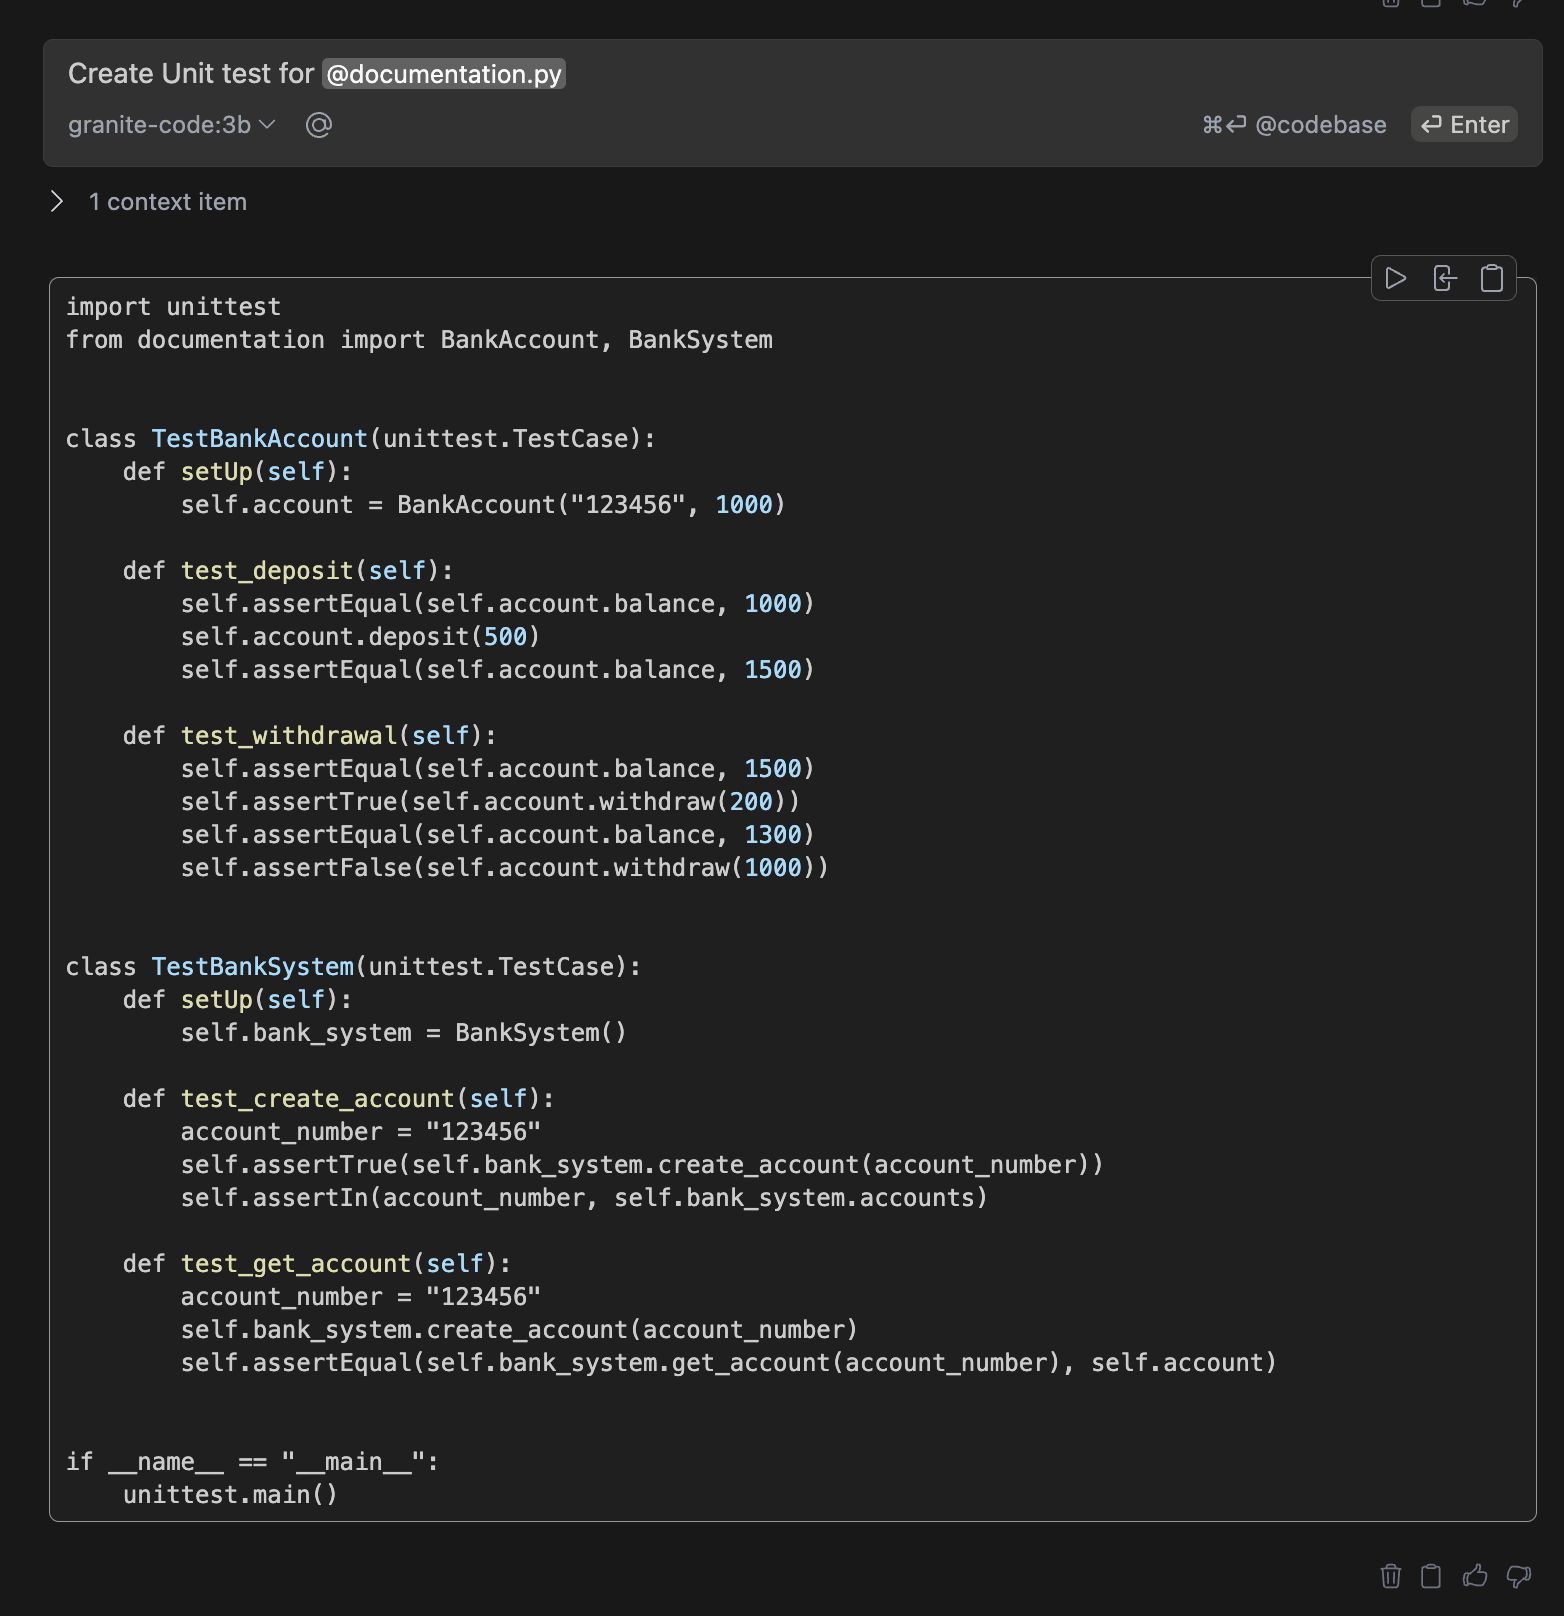 Create Unit test for @documentation.py
granite-code:3b @ ⌘⏎ @codebase ⏎ Enter
1 context item
import unittest
from documentation import BankAccount, BankSystem
class TestBankAccount(unittest.TestCase):
    def setUp(self):
        self.account = BankAccount("123456", 1000)
    def test_deposit(self):
        self.assertEqual(self.account.balance, 1000)
        self.account.deposit(500)
        self.assertEqual(self.account.balance, 1500)
    def test_withdrawal(self):
        self.assertEqual(self.account.balance, 1500)
        self.assertTrue(self.account.withdraw(200))
        self.assertEqual(self.account.balance, 1300)
        self.assertFalse(self.account.withdraw(1000))
class TestBankSystem(unittest.TestCase):
    def setUp(self):
        self.bank_system = BankSystem()
    def test_create_account(self):
        account_number = "123456"
        self.assertTrue(self.bank_system.create_account(account_number))
        self.assertIn(account_number, self.bank_system.accounts)
    def test_get_account(self):
        account_number = "123456"
        self.bank_system.create_account(account_number)
        self.assertEqual(self.bank_system.get_account(account_number), self.account)
if __name__ == "__main__":
    unittest.main()